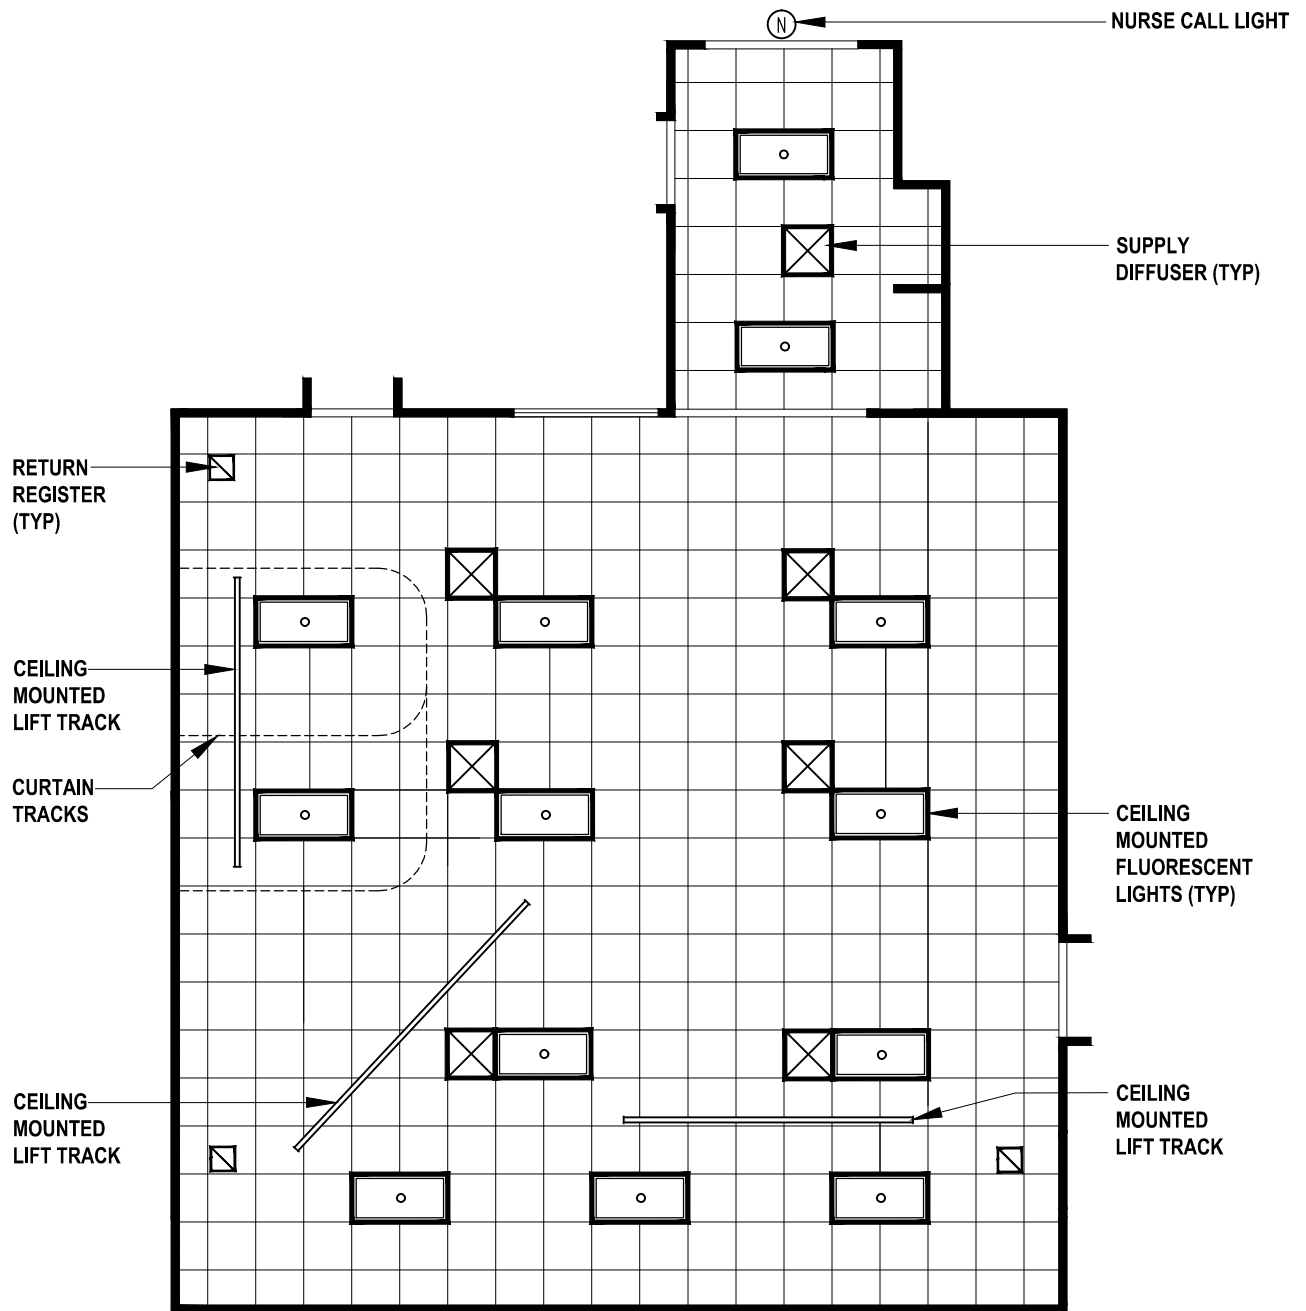 N
NURSE CALL LIGHT
SUPPLY
DIFFUSER (TYP)
RETURN
REGISTER
(TYP)
CEILING
MOUNTED
LIFT TRACK
CURTAIN
TRACKS
CEILING
MOUNTED
FLUORESCENT
LIGHTS (TYP)
CEILING
MOUNTED
LIFT TRACK
CEILING
MOUNTED
LIFT TRACK